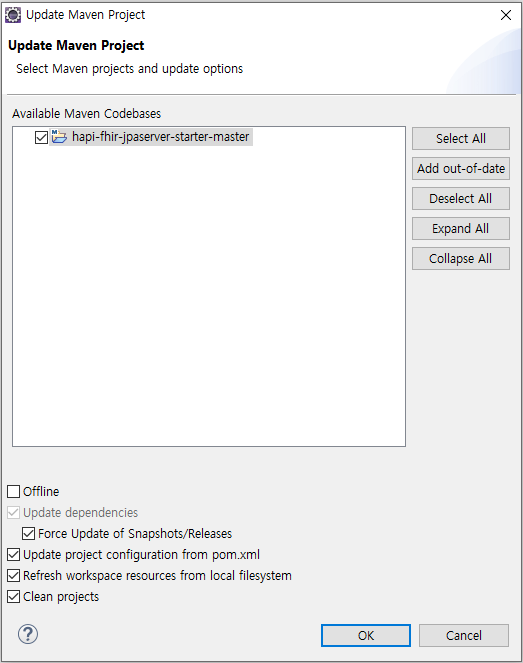 Update Maven Project
Update Maven Project
Select Maven projects and update options
Available Maven Codebases
hapi-fhir-jpaserver-starter-master
Select All
Add out-of-date
Deselect All
Expand All
Collapse All
Offline
Update dependencies
Force Update of Snapshots/Releases
Update project configuration from pom.xml
Refresh workspace resources from local filesystem
Clean projects
?
OK
Cancel